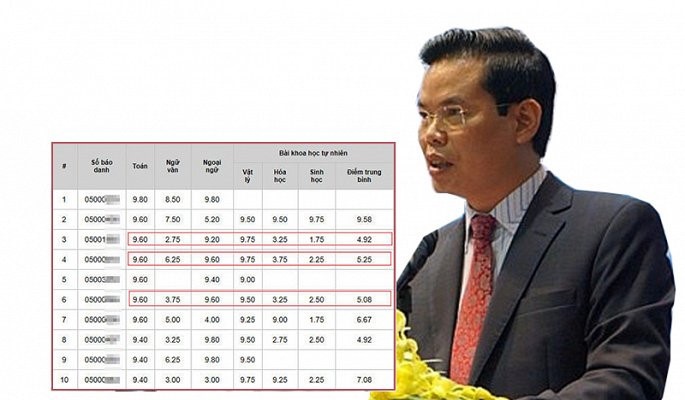 # Số báo danh Toán Ngữ văn Ngoại ngữ Bài khoa học tự nhiên
Vật lý Hóa học Sinh học Điểm trung bình
1 05000 9.80 8.50 9.80
2 05000 9.60 7.50 5.20 9.50 9.50 9.75 9.58
3 05001 9.60 2.75 9.20 9.75 3.25 1.75 4.92
4 05000 9.60 6.25 9.60 9.75 3.75 2.25 5.25
5 05003 9.60 9.40 9.00
6 05000 9.60 3.75 9.60 9.50 3.25 2.50 5.08
7 05000 9.60 5.00 4.00 9.25 9.00 1.75 6.67
8 05000 9.40 3.25 9.80 9.50 2.75 2.50 4.92
9 05000 9.40 6.25 9.80 9.50
10 05000 9.40 3.00 3.00 9.75 9.25 2.25 7.08